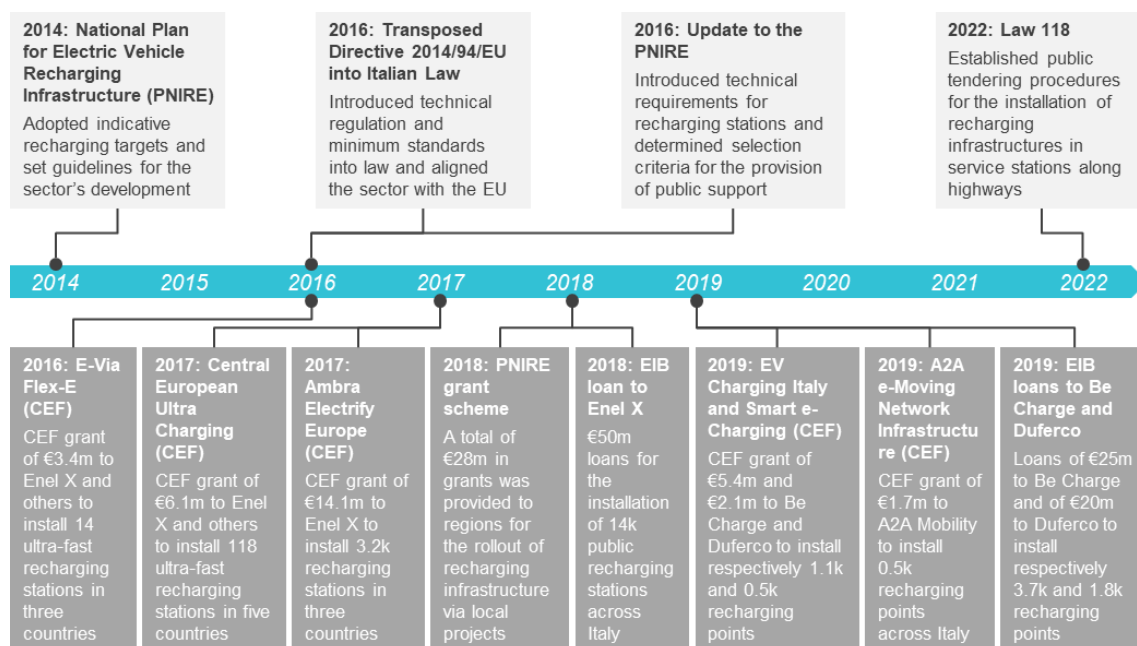 2014: National Plan
for Electric Vehicle
Recharging
Infrastructure (PNIRE)
Adopted indicative
recharging targets and
set guidelines for the
sector's development
2016: Transposed
Directive 2014/94/EU
into Italian Law
Introduced technical
regulation and
minimum standards
into law and aligned
the sector with the EU
2016: Update to the
PNIRE
Introduced technical
requirements for
recharging stations and
determined selection
criteria for the provision
of public support
2022: Law 118
Established public
tendering procedures
for the installation of
recharging
infrastructures in
service stations along
highways
2014 2015 2016 2017 2018 2019 2020 2021 2022
2016: E-Via
Flex-E
(CEF)
CEF grant
of €3.4m to
Enel X and
others to
install 14
ultra-fast
recharging
stations in
three
countries
2017: Central
European
Ultra
Charging
(CEF)
CEF grant of
€6.1m to Enel
X and others
to install 118
ultra-fast
recharging
stations in five
countries
2017:
Ambra
Electrify
Europe
(CEF)
CEF grant of
€14.1m to
Enel X to
install 3.2k
recharging
stations in
three
countries
2018: PNIRE
grant
scheme
A total of
€28m in
grants was
provided to
regions for
the rollout of
recharging
infrastructure
via local
projects
2018: EIB
loan to
Enel X
€50m
loans for
the
installation
of 14k
public
recharging
stations
across
Italy
2019: EV
Charging Italy
and Smart e-
Charging (CEF)
CEF grant of
€5.4m and
€2.1m to Be
Charge and
Duferco to install
respectively 1.1k
and 0.5k
recharging
points
2019: A2A
e-Moving
Network
Infrastructu
re (CEF)
CEF grant of
€1.7m to
A2A Mobility
to install
0.5k
recharging
points
across Italy
2019: EIB
loans to Be
Charge and
Duferco
Loans of €25m
to Be Charge
and of €20m
to Duferco to
install
respectively
3.7k and 1.8k
recharging
points